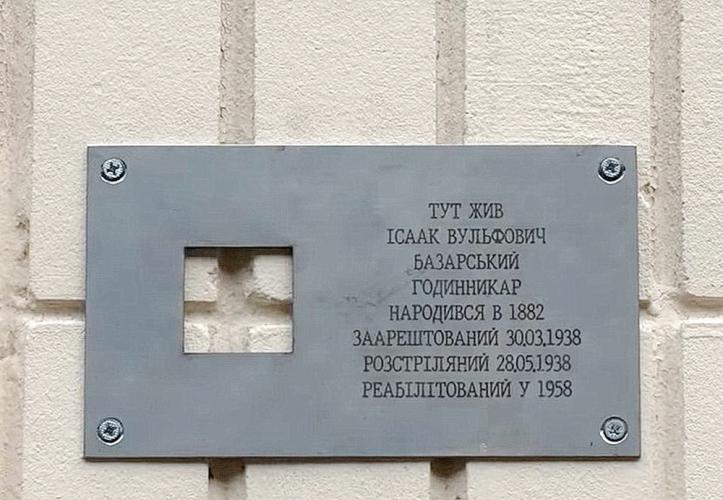 ТУТ ЖИВ
ІСААК ВУЛЬФОВИЧ
БАЗАРСЬКИЙ
ГОДИННИКАР
НАРОДИВСЯ В 1882
ЗААРЕШТОВАНИЙ 30.03.1938
РОЗСТРІЛЯНИЙ 28.05.1938
РЕАБІЛІТОВАНИЙ У 1958